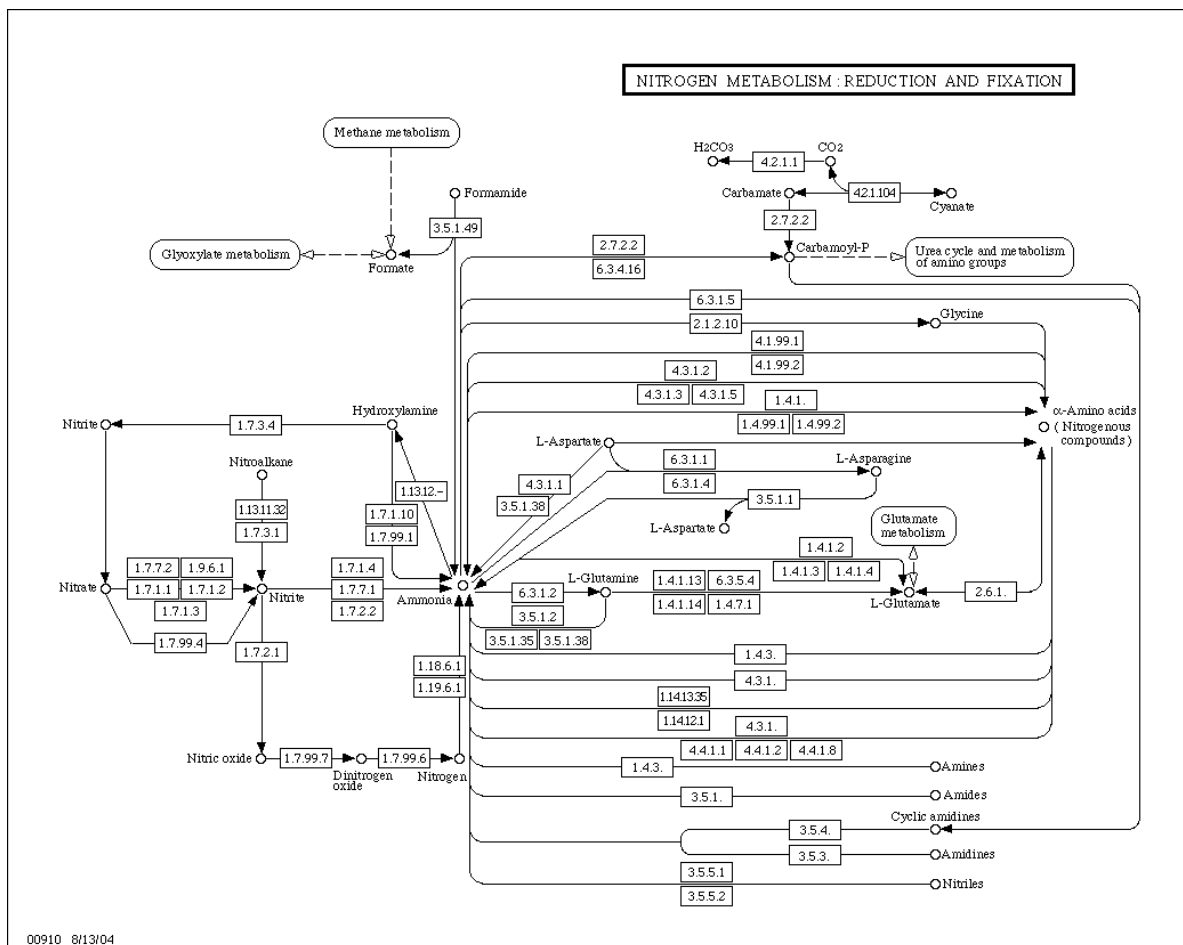 NITROGEN METABOLISM : REDUCTION AND FIXATION
Methane metabolism
H2CO3
4.2.1.1
CO2
Formamide
Carbamate
4.2.1.104
Cyanate
3.5.1.49
2.7.2.2
Glyoxylate metabolism
Formate
2.7.2.2
6.3.4.16
Carbamoyl-P
Urea cycle and metabolism
of amino groups
6.3.1.5
2.1.2.10
Glycine
4.1.99.1
4.1.99.2
4.3.1.2
4.3.1.3 4.3.1.5
1.4.1.
1.4.99.1 1.4.99.2
α-Amino acids
( Nitrogenous
compounds )
Nitrite
1.7.3.4
Hydroxylamine
L-Aspartate
6.3.1.1
6.3.1.4
L-Asparagine
Nitroalkane
4.3.1.1
3.5.1.38
1.13.12.–
3.5.1.1
1.13.11.32
1.7.3.1
1.7.1.10
1.7.99.1
L-Aspartate
Glutamate
metabolism
1.7.7.2 1.9.6.1
1.7.1.1 1.7.1.2
1.7.1.3
Nitrate
Nitrite
1.7.1.4
1.7.7.1
1.7.2.2
Ammonia
6.3.1.2
L-Glutamine
1.4.1.2
1.4.1.3 1.4.1.4
1.4.1.13 6.3.5.4
1.4.1.14 1.4.7.1
L-Glutamate
2.6.1.
3.5.1.2
3.5.1.35 3.5.1.38
1.7.99.4
1.7.2.1
1.18.6.1
1.19.6.1
1.4.3.
4.3.1.
1.14.13.35
1.14.12.1
4.3.1.
4.4.1.1 4.4.1.2 4.4.1.8
Nitric oxide
1.7.99.7
Dinitrogen
oxide
1.7.99.6
Nitrogen
1.4.3.
Amines
3.5.1.
Amides
Cyclic amidines
3.5.4.
3.5.3.
Amidines
3.5.5.1
3.5.5.2
Nitriles
00910 8/13/04